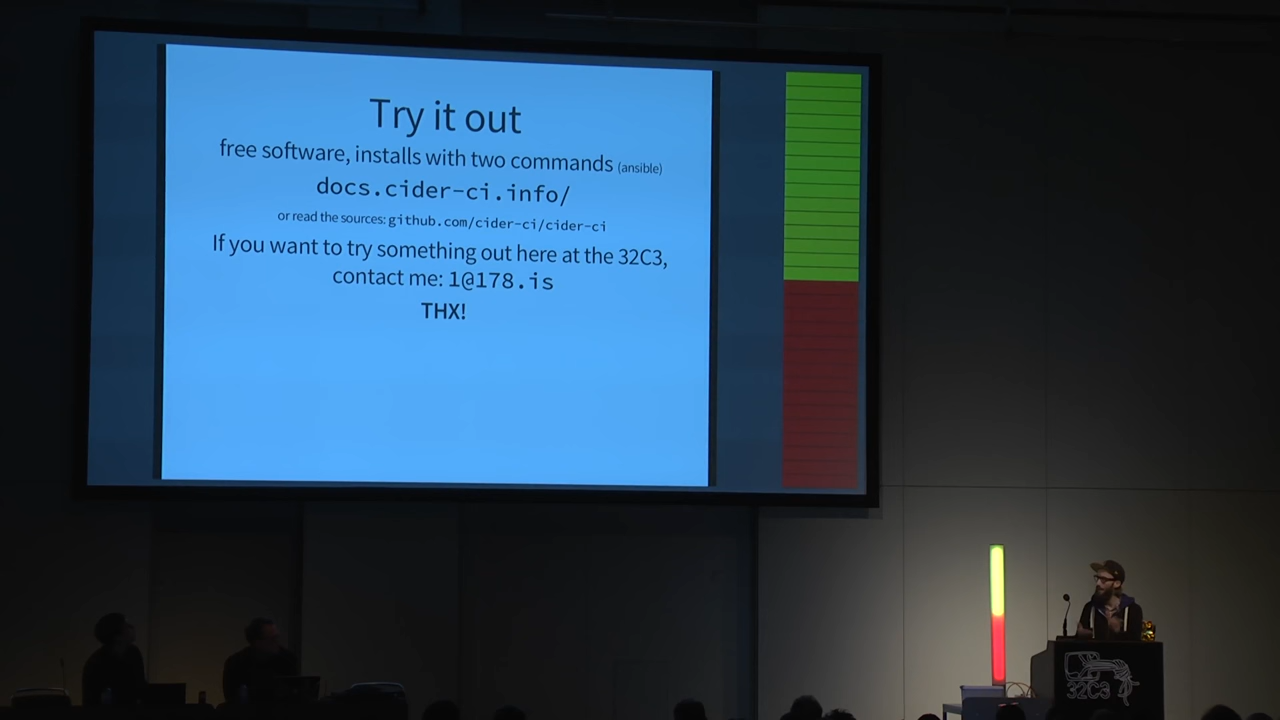 Try it out
free software, installs with two commands (ansible)
docs.cider-ci.info/
or read the sources: github.com/cider-ci/cider-ci
If you want to try something out here at the 32C3,
contact me: 1@178.is
THX!
32C3